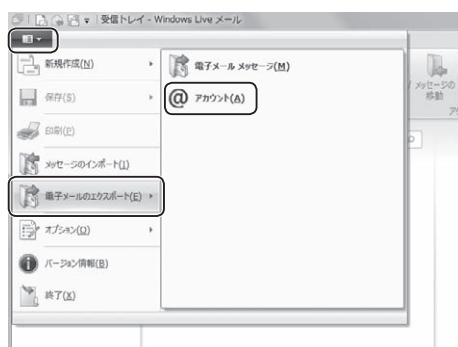 受信トレイ - Windows Live メール
新規作成(N)
電子メール メッセージ(M)
保存(S)
アカウント(A)
メッセージの
移動
印刷(P)
メッセージのインポート(I)
電子メールのエクスポート(E)
オプション(O)
バージョン情報(B)
終了(X)